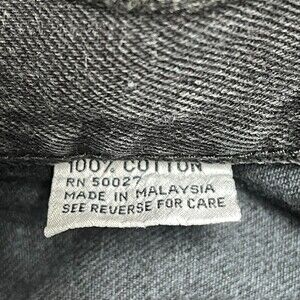 100% COTTON
RN 50027
MADE IN MALAYSIA
SEE REVERSE FOR CARE